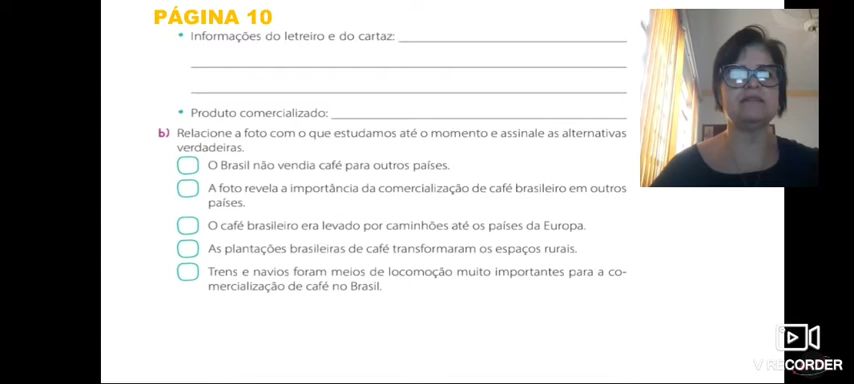 PÁGINA 10
• Informações do letreiro e do cartaz:
• Produto comercializado:
b) Relacione a foto com o que estudamos até o momento e assinale as alternativas
verdadeiras.
O Brasil não vendia café para outros países.
A foto revela a importância da comercialização de café brasileiro em outros
países.
O café brasileiro era levado por caminhões até os países da Europa.
As plantações brasileiras de café transformaram os espaços rurais.
Trens e navios foram meios de locomoção muito importantes para a co-
mercialização de café no Brasil.
V RECORDER